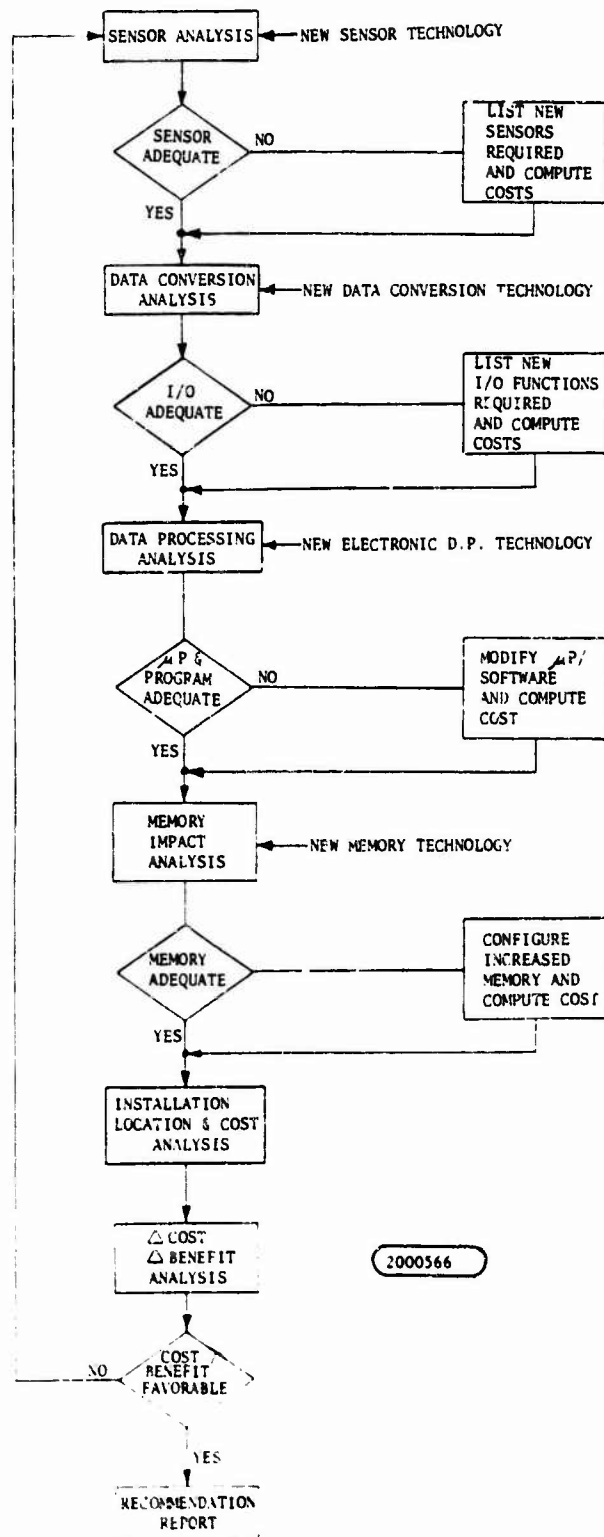 SENSOR ANALYSIS
NEW SENSOR TECHNOLOGY
SENSOR
ADEQUATE
NO
LIST NEW
SENSORS
REQUIRED
AND COMPUTE
COSTS
YES
DATA CONVERSION
ANALYSIS
NEW DATA CONVERSION TECHNOLOGY
I/O
ADEQUATE
NO
LIST NEW
I/O FUNCTIONS
REQUIRED
AND COMPUTE
COSTS
YES
DATA PROCESSING
ANALYSIS
NEW ELECTRONIC D.P. TECHNOLOGY
μP &
PROGRAM
ADEQUATE
NO
MODIFY μP/
SOFTWARE
AND COMPUTE
COST
YES
MEMORY
IMPACT
ANALYSIS
NEW MEMORY TECHNOLOGY
MEMORY
ADEQUATE
CONFIGURE
INCREASED
MEMORY AND
COMPUTE COST
YES
INSTALLATION
LOCATION & COST
ANALYSIS
△ COST
△ BENEFIT
ANALYSIS
2000566
COST
BENEFIT
FAVORABLE
NO
YES
RECOMMENDATION
REPORT